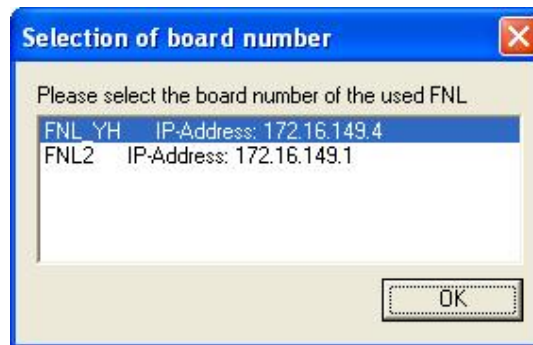 Selection of board number
Please select the board number of the used FNL
FNL_YH IP-Address: 172.16.149.4
FNL2 IP-Address: 172.16.149.1
OK